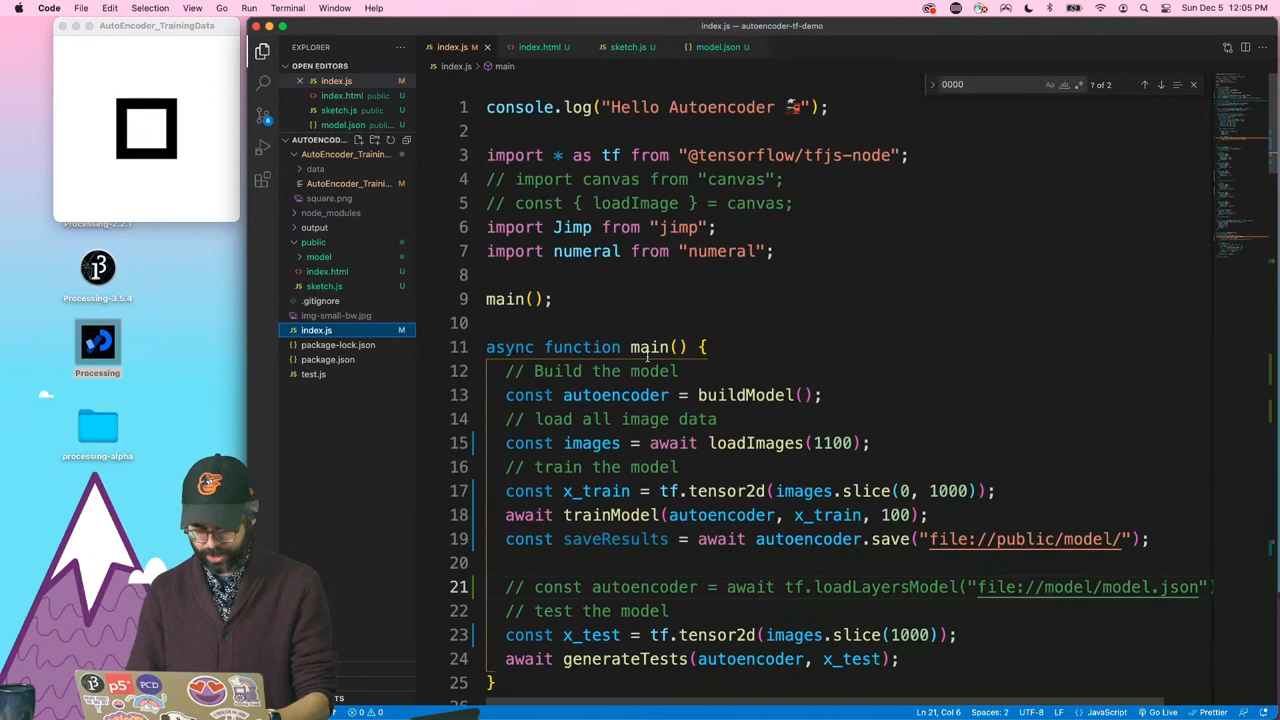 Code File Edit Selection View Go Run Terminal Window Help
Sun Dec 5 12:05 PM
AutoEncoder_TrainingData
index.js — autoencoder-tf-demo
EXPLORER
index.js M
index.html U
sketch.js U
model.json U
OPEN EDITORS
index.js > main
index.js M
index.html public U
sketch.js public U
model.json public... U
AUTOENCOD...
AutoEncoder_Trainin...
data
AutoEncoder_Traini...
square.png
node_modules
output
public
model
index.html U
sketch.js U
.gitignore
img-small-bw.jpg
index.js M
package-lock.json
package.json
test.js
0000
Aa ab
? of 2
Processing-2.2.1
Processing-3.5.4
Processing
processing-alpha
1 console.log("Hello Autoencoder 🚂");
2
3 import * as tf from "@tensorflow/tfjs-node";
4 // import canvas from "canvas";
5 // const { loadImage } = canvas;
6 import Jimp from "jimp";
7 import numeral from "numeral";
8
9 main();
10
11 async function main() {
12 // Build the model
13 const autoencoder = buildModel();
14 // load all image data
15 const images = await loadImages(1100);
16 // train the model
17 const x_train = tf.tensor2d(images.slice(0, 1000));
18 await trainModel(autoencoder, x_train, 100);
19 const saveResults = await autoencoder.save("file://public/model/");
20
21 // const autoencoder = await tf.loadLayersModel("file://model/model.json")
22 // test the model
23 const x_test = tf.tensor2d(images.slice(1000));
24 await generateTests(autoencoder, x_test);
25 }
p5*
PCD
TS
0 0
Ln 21, Col 6 Spaces: 2 UTF-8 LF {} JavaScript Go Live Prettier